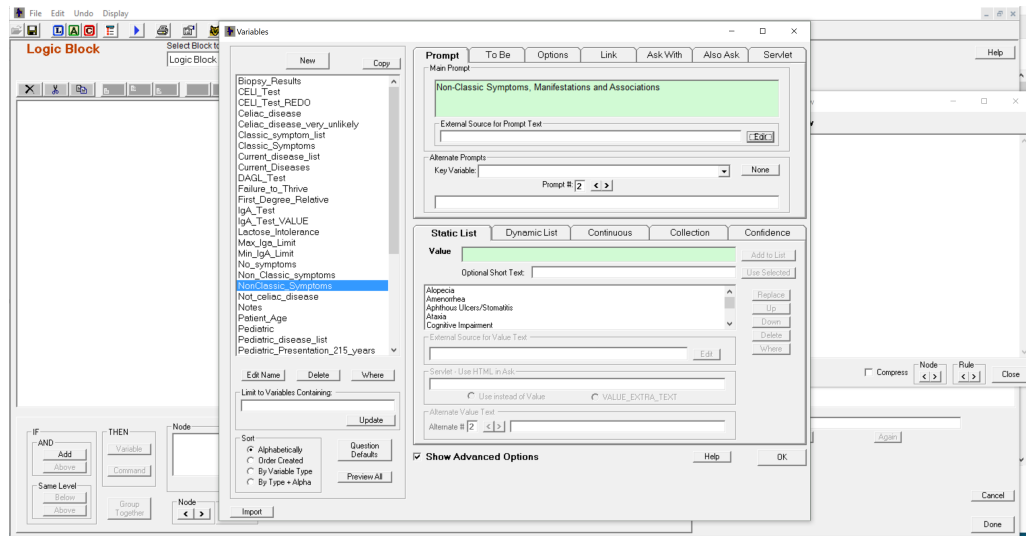 File Edit Undo Display
L A C
Logic Block
Select Block to
Logic Block
Help
Variables
New Copy
Biopsy_Results
CELI_Test
CELI_Test_REDO
Celiac_disease
Celiac_disease_very_unlikely
Classic_symptom_list
Classic_Symptoms
Current_disease_list
Current_Diseases
DAGL_Test
Failure_to_Thrive
First_Degree_Relative
IgA_Test
IgA_Test_VALUE
Lactose_Intolerance
Max_Iga_Limit
Min_IgA_Limit
No_symptoms
Non_Classic_symptoms
NonClassic_Symptoms
Not_celiac_disease
Notes
Patient_Age
Pediatric
Pediatric_disease_list
Pediatric_Presentation_215_years
Edit Name Delete Where
Limit to Variables Containing:
Update
Sort
Alphabetically
Order Created
By Variable Type
By Type + Alpha
Question
Defaults
Preview All
Import
Prompt To Be Options Link Ask With Also Ask Servlet
Main Prompt
Non-Classic Symptoms, Manifestations and Associations
External Source for Prompt Text
Edit
Alternate Prompts
Key Variable:
None
Prompt #: 2 < >
Static List Dynamic List Continuous Collection Confidence
Value
Add to List
Optional Short Text:
Use Selected
Alopecia
Amenorrhea
Aphthous Ulcers/Stomatitis
Ataxia
Cognitive Impairment
Replace
Up
Down
Delete
Where
External Source for Value Text
Edit
Servlet - Use HTML in Ask
Use instead of Value VALUE_EXTRA_TEXT
Alternate Value Text
Alternate # 2 < >
Show Advanced Options
Help OK
IF
AND
Add
Above
Same Level
Below
Above
THEN
Variable
Command
Group
Together
Node
Node
< >
Compress
Node
< >
Rule
< >
Close
Again
Cancel
Done